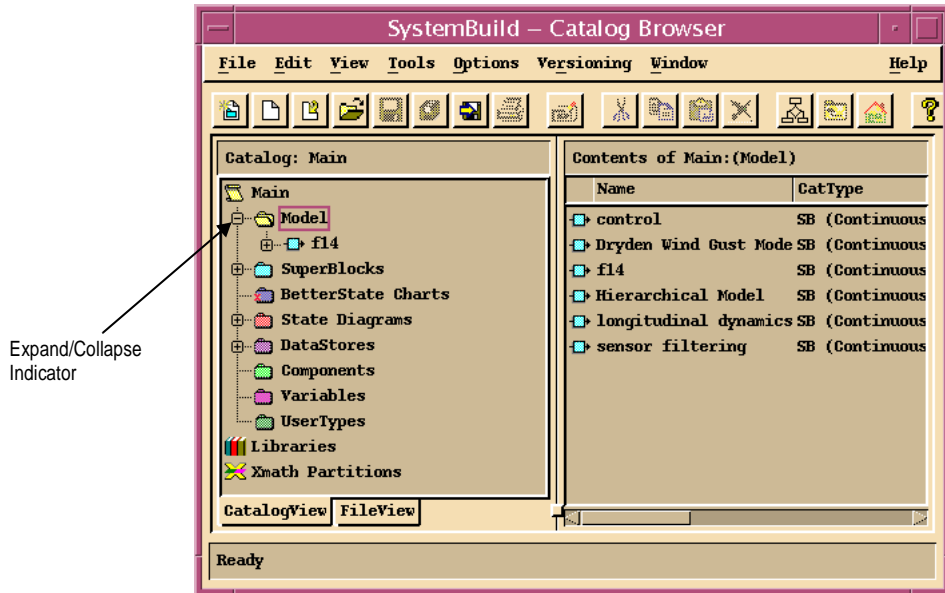 SystemBuild – Catalog Browser
File Edit View Tools Options Versioning Window Help
Catalog: Main
Main
Model
f14
SuperBlocks
BetterState Charts
State Diagrams
DataStores
Components
Variables
UserTypes
Libraries
Xmath Partitions
CatalogView FileView
Contents of Main:(Model)
Name CatType
control SB (Continuous
Dryden Wind Gust Mode SB (Continuous
f14 SB (Continuous
Hierarchical Model SB (Continuous
longitudinal dynamics SB (Continuous
sensor filtering SB (Continuous
Ready
Expand/Collapse
Indicator